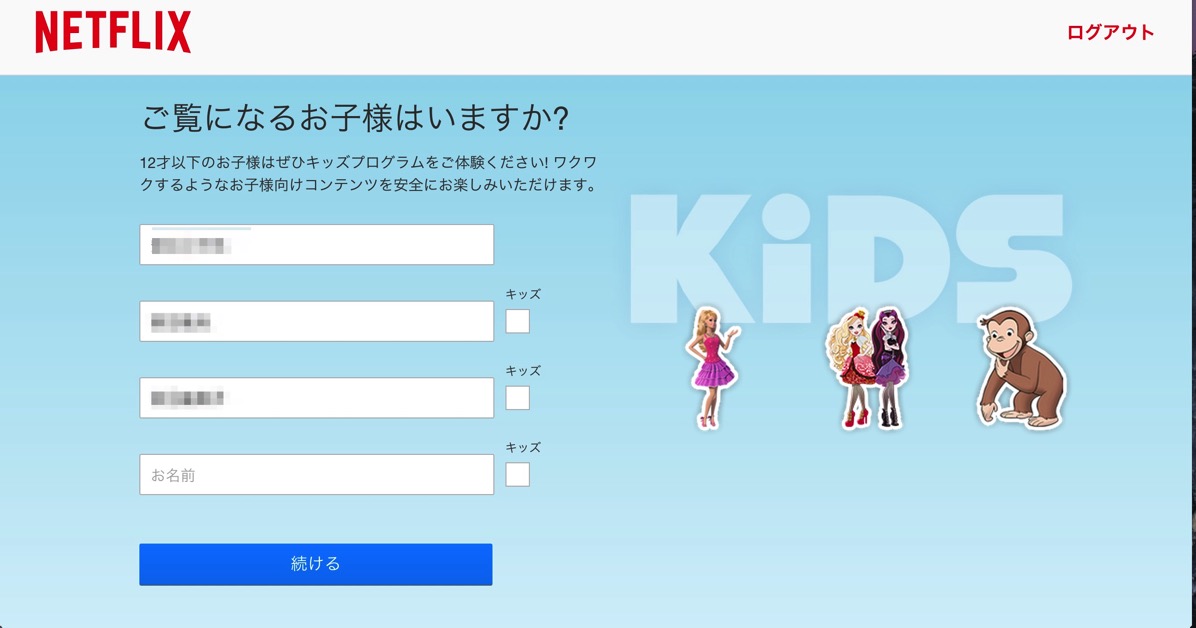 NETFLIX
ログアウト
ご覧になるお子様はいますか?
12才以下のお子様はぜひキッズプログラムをご体験ください! ワクワ
クするようなお子様向けコンテンツを安全にお楽しみいただけます。
KiDS
キッズ
キッズ
キッズ
お名前
続ける